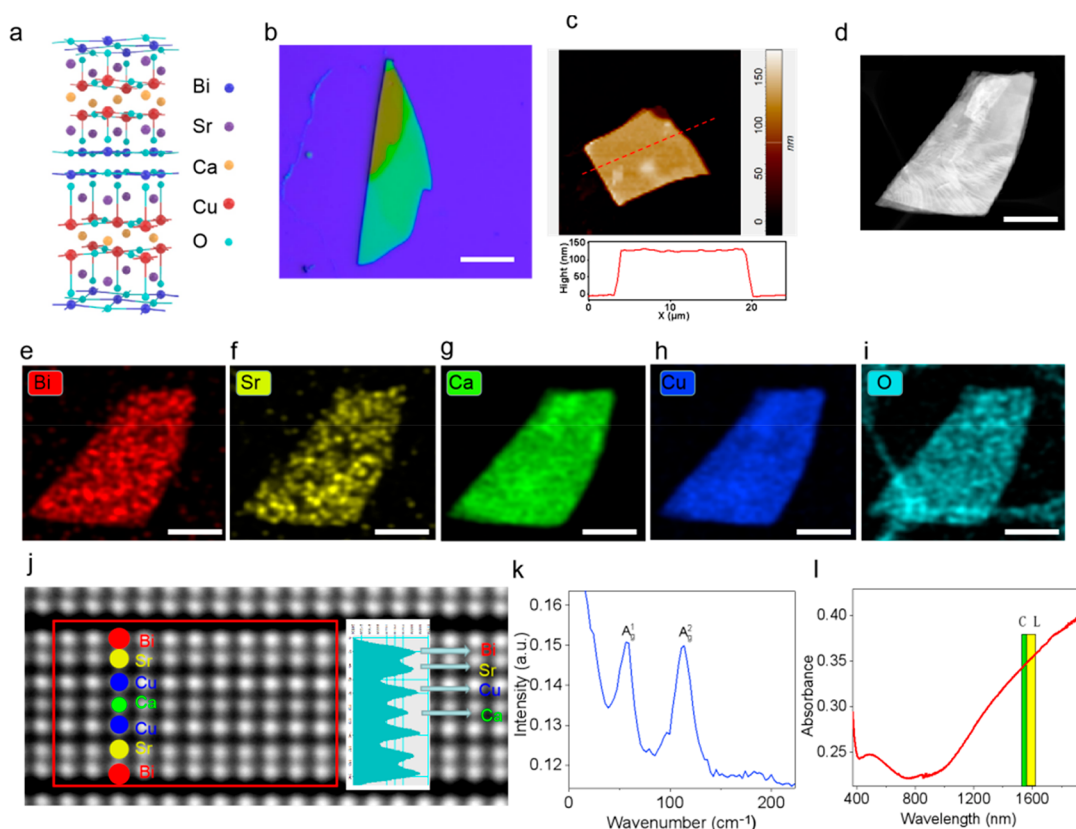 a
Bi
Sr
Ca
Cu
O
b
c
150
100
50
0
nm
Hight (nm)
150
100
50
0
0
10
20
X (μm)
d
e
Bi
f
Sr
g
Ca
h
Cu
i
O
j
Bi
Sr
Cu
Ca
Cu
Sr
Bi
Bi
Sr
Cu
Ca
k
Intensity (a.u.)
0.16
0.15
0.14
0.13
0.12
A¹g
A²g
0
100
200
Wavenumber (cm⁻¹)
l
Absorbance
0.40
0.35
0.30
0.25
C L
400
800
1200
1600
Wavelength (nm)